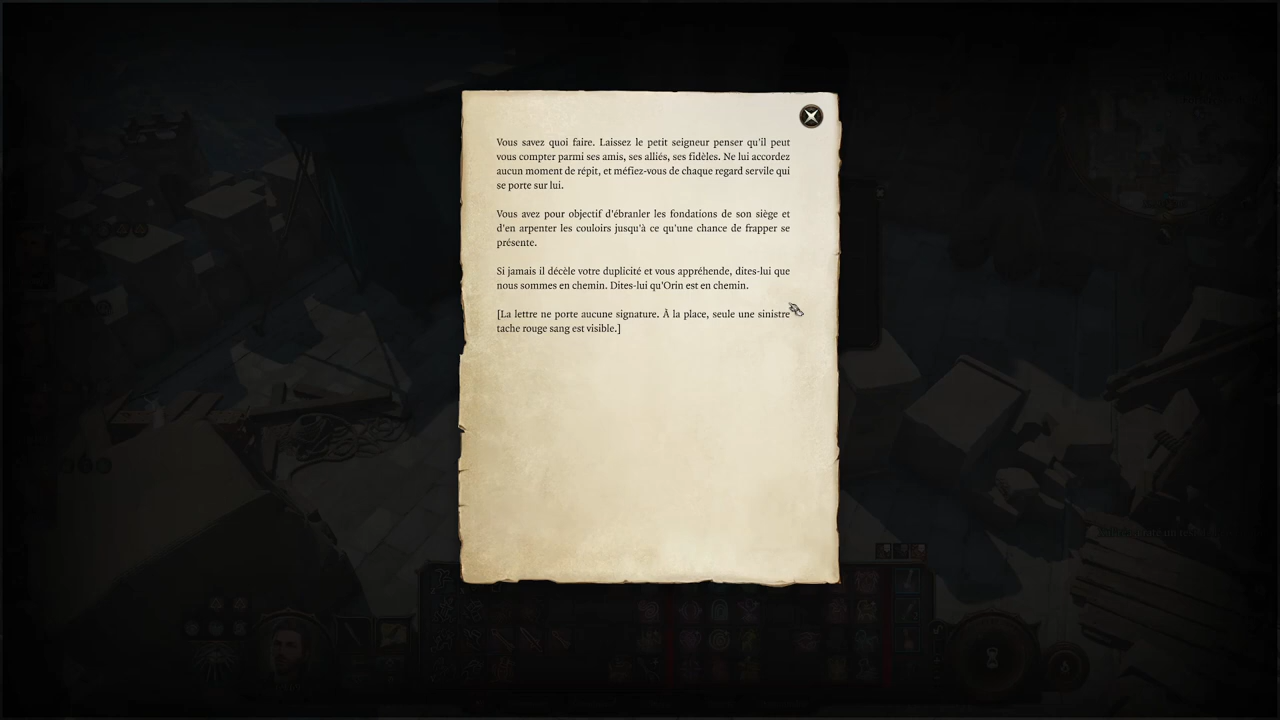 Vous savez quoi faire. Laissez le petit seigneur penser qu'il peut
vous compter parmi ses amis, ses alliés, ses fidèles. Ne lui accordez
aucun moment de répit, et méfiez-vous de chaque regard servile qui
se porte sur lui.
Vous avez pour objectif d'ébranler les fondations de son siège et
d'en arpenter les couloirs jusqu'à ce qu'une chance de frapper se
présente.
Si jamais il décèle votre duplicité et vous appréhende, dites-lui que
nous sommes en chemin. Dites-lui qu'Orin est en chemin.
[La lettre ne porte aucune signature. À la place, seule une sinistre
tache rouge sang est visible.]